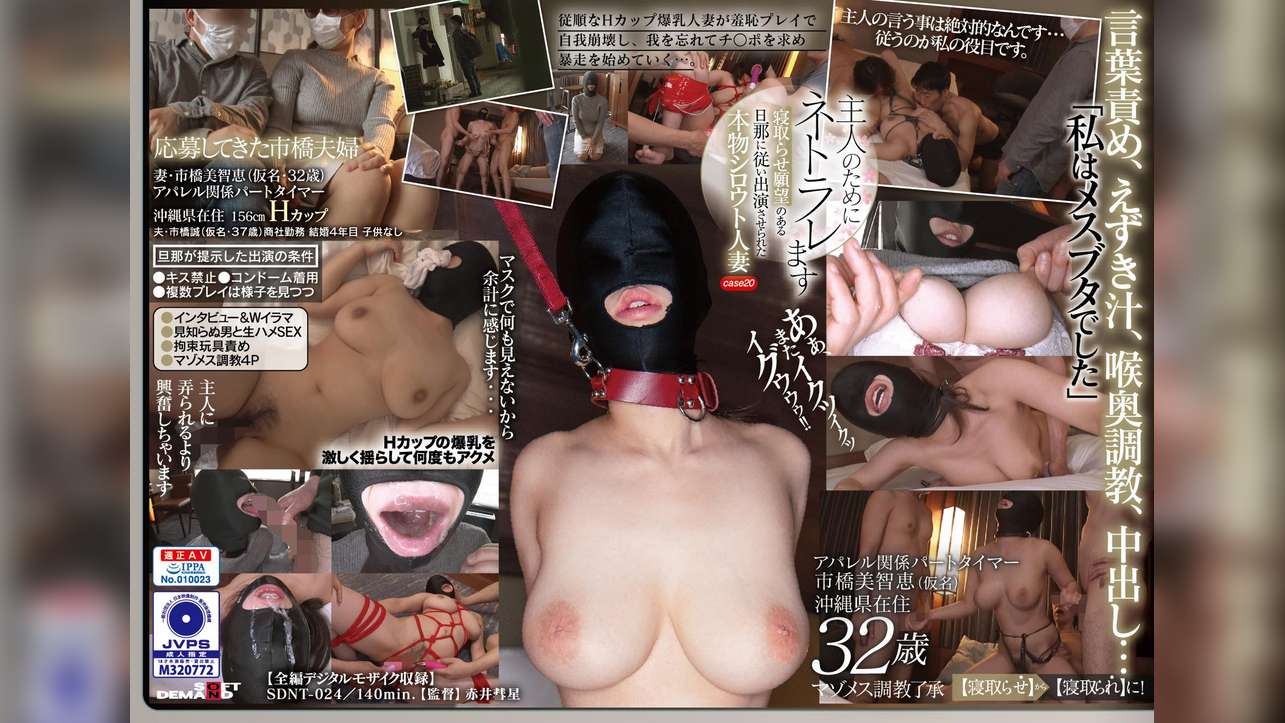 言葉責め、えずき汁、喉奥調教、中出し…
「私はメスブタでした」
主人の言う事は絶対的なんです…
従うのが私の役目です。
従順なHカップ爆乳人妻が羞恥プレイで
自我崩壊し、我を忘れてチ〇ポを求め
暴走を始めていく…。
主人のために
ネトラレます
寝取らせ願望のある
旦那に従い出演させられた
本物シロウト人妻
case20
あぁ、イクッイクッ
またイグウウゥ!!
応募してきた市橋夫婦
妻・市橋美智恵(仮名・32歳)
アパレル関係パートタイマー
沖縄県在住 156cm Hカップ
夫・市橋誠(仮名・37歳)商社勤務 結婚4年目 子供なし
旦那が提示した出演の条件
●キス禁止●コンドーム着用
●複数プレイは様子を見つつ
●インタビュー&Wイラマ
●見知らぬ男と生ハメSEX
●拘束玩具責め
●マゾメス調教4P
マスクで何も見えないから
余計に感じます・・・
主人に
弄られるより
興奮しちゃいます
Hカップの爆乳を
激しく揺らして何度もアクメ
適正AV
IPPA
No.010023
JVPS
成人指定
M320772
SOFT
ON
DEMAND
【全編デジタルモザイク収録】
SDNT-024/140min.【監督】赤井彗星
アパレル関係パートタイマー
市橋美智恵(仮名)
沖縄県在住
32歳
マゾメス調教了承
【寝取らせ】から【寝取られ】に!